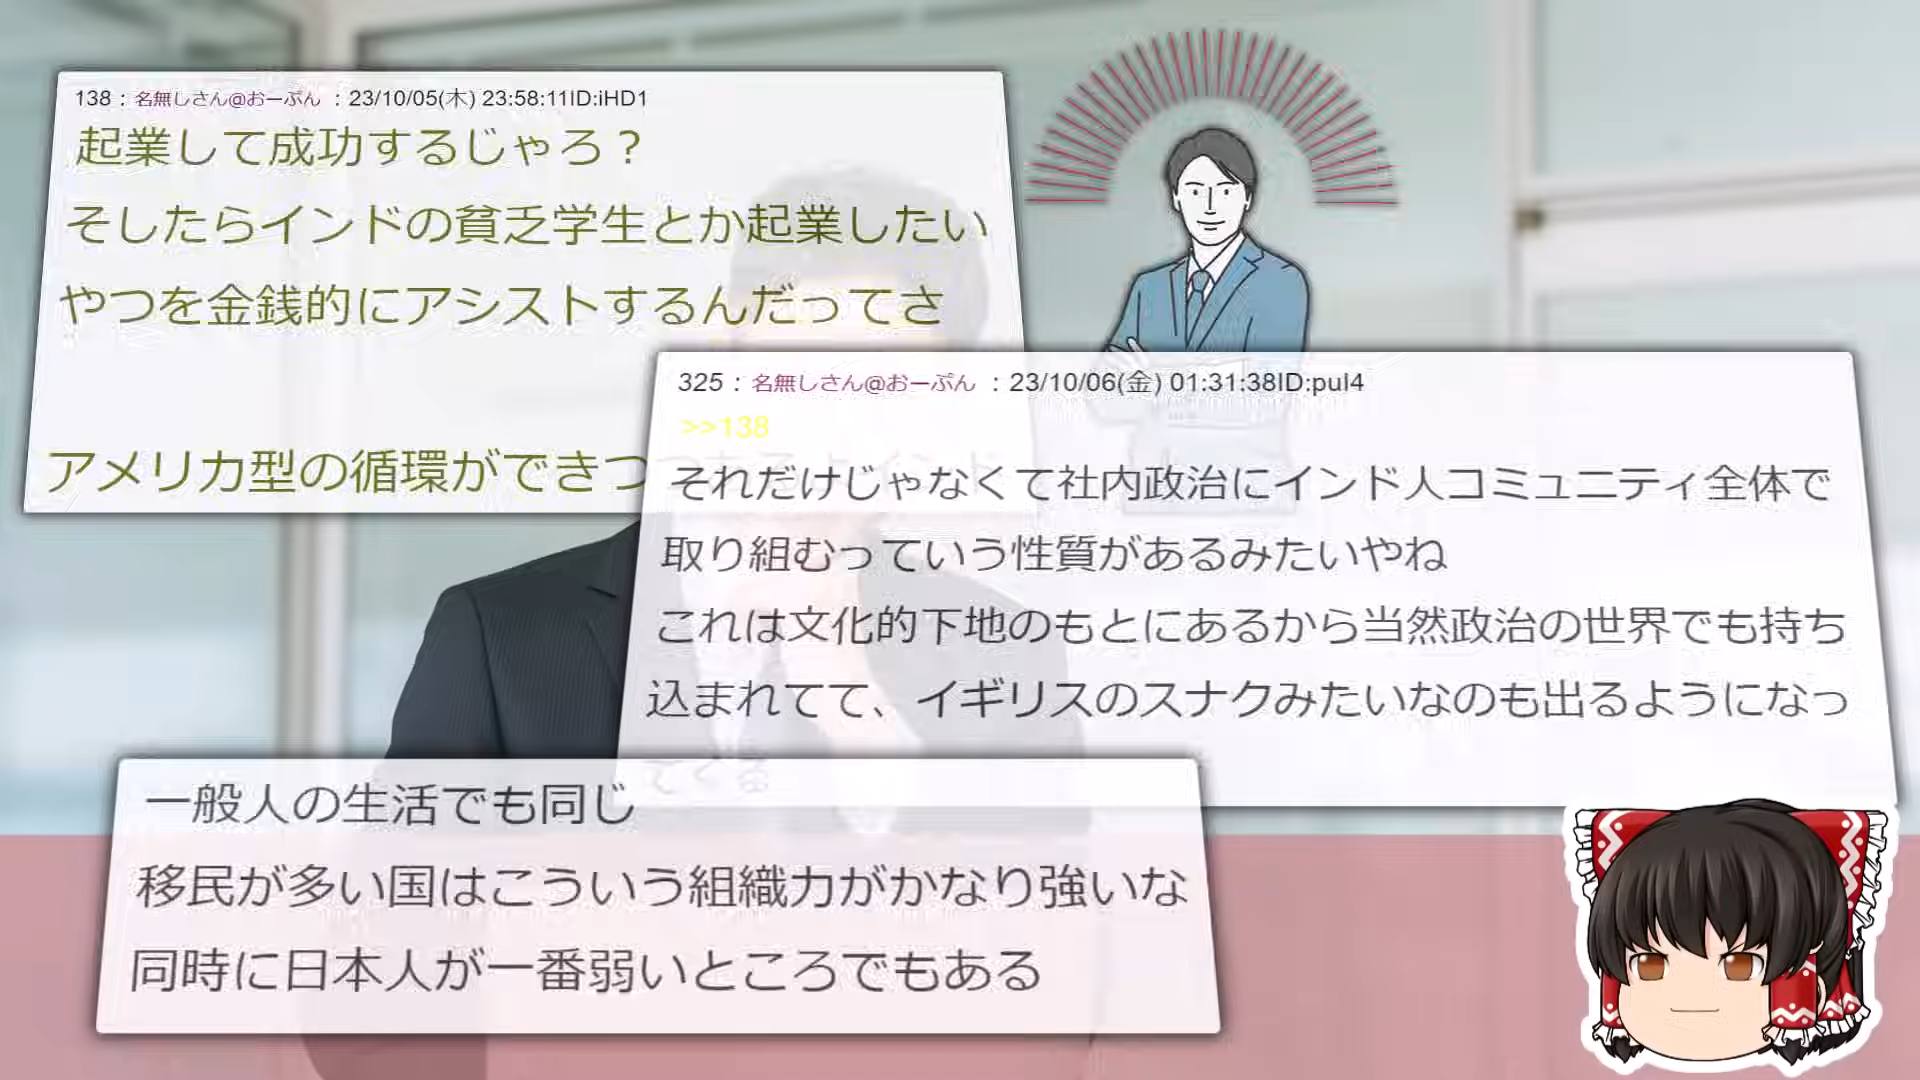 138：名無しさん@おーぷん ：23/10/05(木) 23:58:11ID:iHD1
起業して成功するじゃろ？
そしたらインドの貧乏学生とか起業したい
やつを金銭的にアシストするんだってさ
アメリカ型の循環ができつつあるよインド
325：名無しさん@おーぷん ：23/10/06(金) 01:31:38ID:pul4
>>138
それだけじゃなくて社内政治にインド人コミュニティ全体で
取り組むっていう性質があるみたいやね
これは文化的下地のもとにあるから当然政治の世界でも持ち
込まれてて、イギリスのスナクみたいなのも出るようになっ
てくる
一般人の生活でも同じ
移民が多い国はこういう組織力がかなり強いな
同時に日本人が一番弱いところでもある